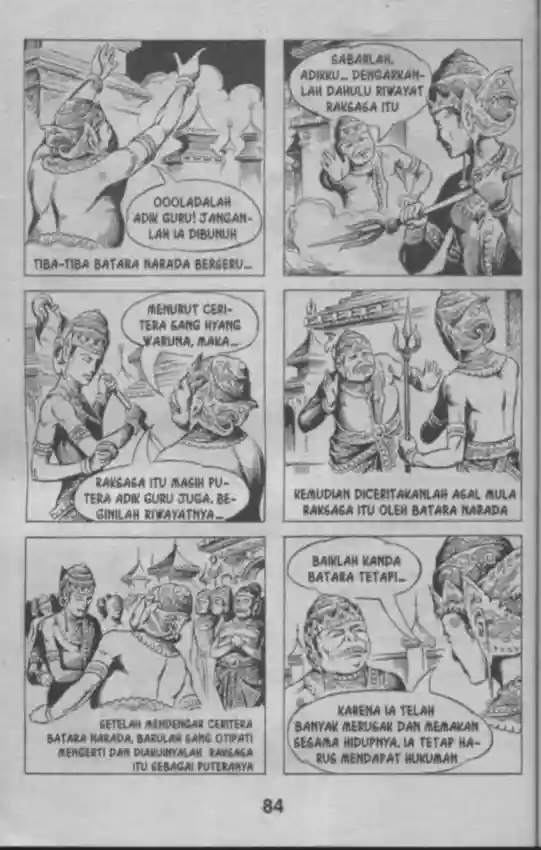 OOOLADALAH
ADIK GURU! JANGAN-
LAH IA DIBUNUH
TIBA-TIBA BATARA NARADA BERSERU...
SABARLAH,
ADIKKU... DENGARKAN-
LAH DAHULU RIWAYAT
RAKSASA ITU
MENURUT CERI-
TERA SANG HYANG
WARUNA, MAKA...
RAKSASA ITU MASIH PU-
TERA ADIK GURU JUGA. BE-
GINILAH RIWAYATNYA...
KEMUDIAN DICERITAKANLAH ASAL MULA
RAKSASA ITU OLEH BATARA NARADA
SETELAH MENDENGAR CERITERA
BATARA NARADA, BARULAH SANG OTIPATI
MENGERTI DAN DIAKUINYALAH RAKSASA
ITU SEBAGAI PUTERANYA
BAIKLAH KANDA
BATARA TETAPI...
KARENA IA TELAH
BANYAK MERUSAK DAN MEMAKAN
SESAMA HIDUPNYA. IA TETAP HA-
RUS MENDAPAT HUKUMAN
84